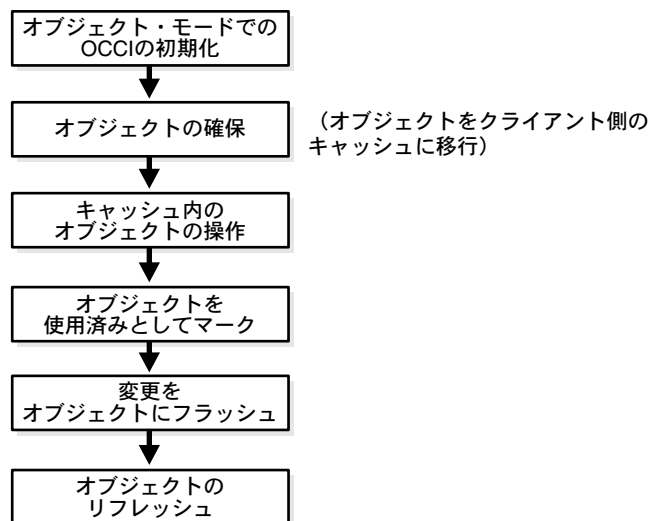 オブジェクト・モードでの
OCCIの初期化
オブジェクトの確保
(オブジェクトをクライアント側の
キャッシュに移行)
キャッシュ内の
オブジェクトの操作
オブジェクトを
使用済みとしてマーク
変更を
オブジェクトにフラッシュ
オブジェクトの
リフレッシュ